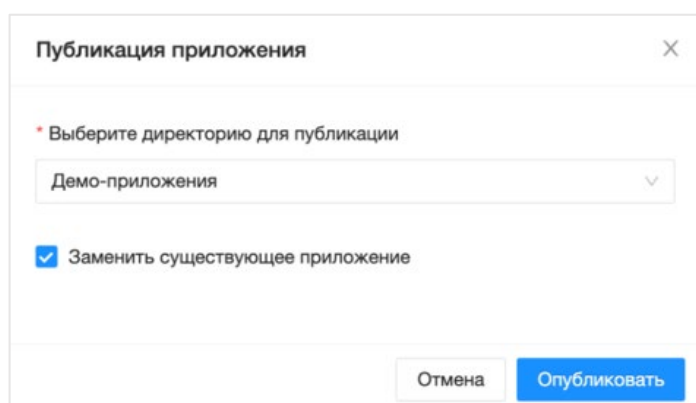 Публикация приложения
* Выберите директорию для публикации
Демо-приложения
Заменить существующее приложение
Отмена
Опубликовать